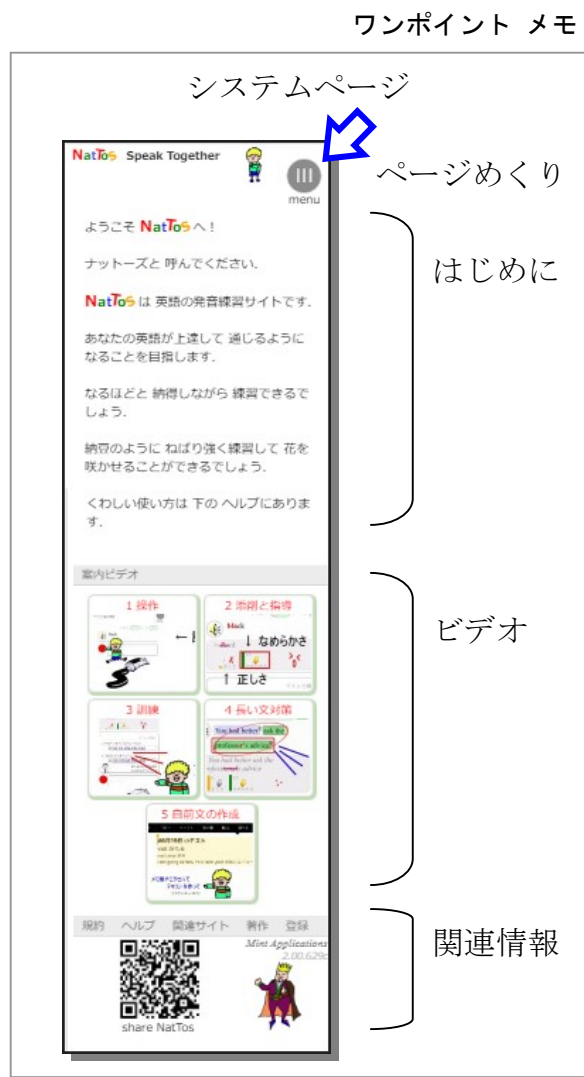 ワンポイント メモ
システムページ
NatTos Speak Together
menu
ページめくり
ようこそ NatTos へ！
ナットーズと 呼んでください.
はじめに
NatTos は 英語の発音練習サイトです.
あなたの英語が上達して 通じるように
なることを目指します.
なるほどと 納得しながら 練習できるで
しょう.
納豆のように ねばり強く練習して 花を
咲かせることができるでしょう.
くわしい使い方は 下の ヘルプにありま
す.
案内ビデオ
1 操作
2 添削と指導
Mack
↓ なめらかさ
↑ 正しさ
ビデオ
3 訓練
4 長い文対策
You had better ask the
professor's advice
You had better ask the
5 自前文の作成
規約 ヘルプ 関連サイト 著作 登録
関連情報
Mint Applications
2.00.629c
share NatTos